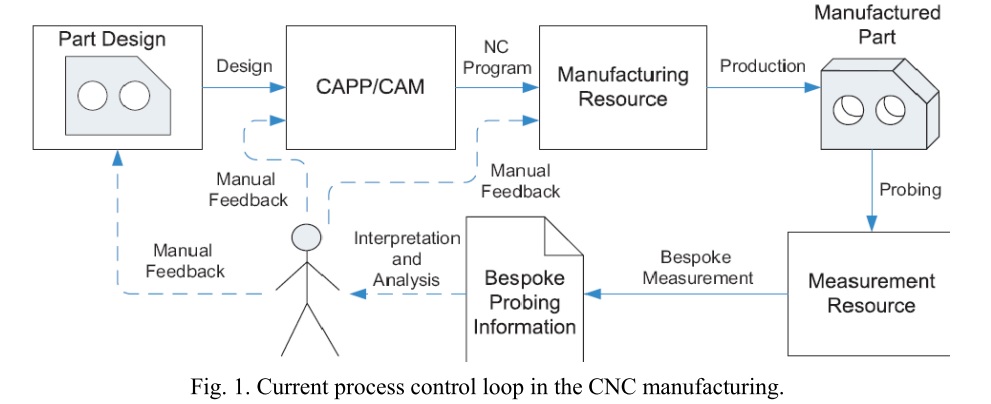 Manufactured
Part
Part Design
Design
CAPP/CAM
NC
Program
Manufacturing
Resource
Production
Probing
Manual
Feedback
Manual
Feedback
Manual
Feedback
Interpretation
and
Analysis
Bespoke
Probing
Information
Bespoke
Measurement
Measurement
Resource
Fig. 1. Current process control loop in the CNC manufacturing.